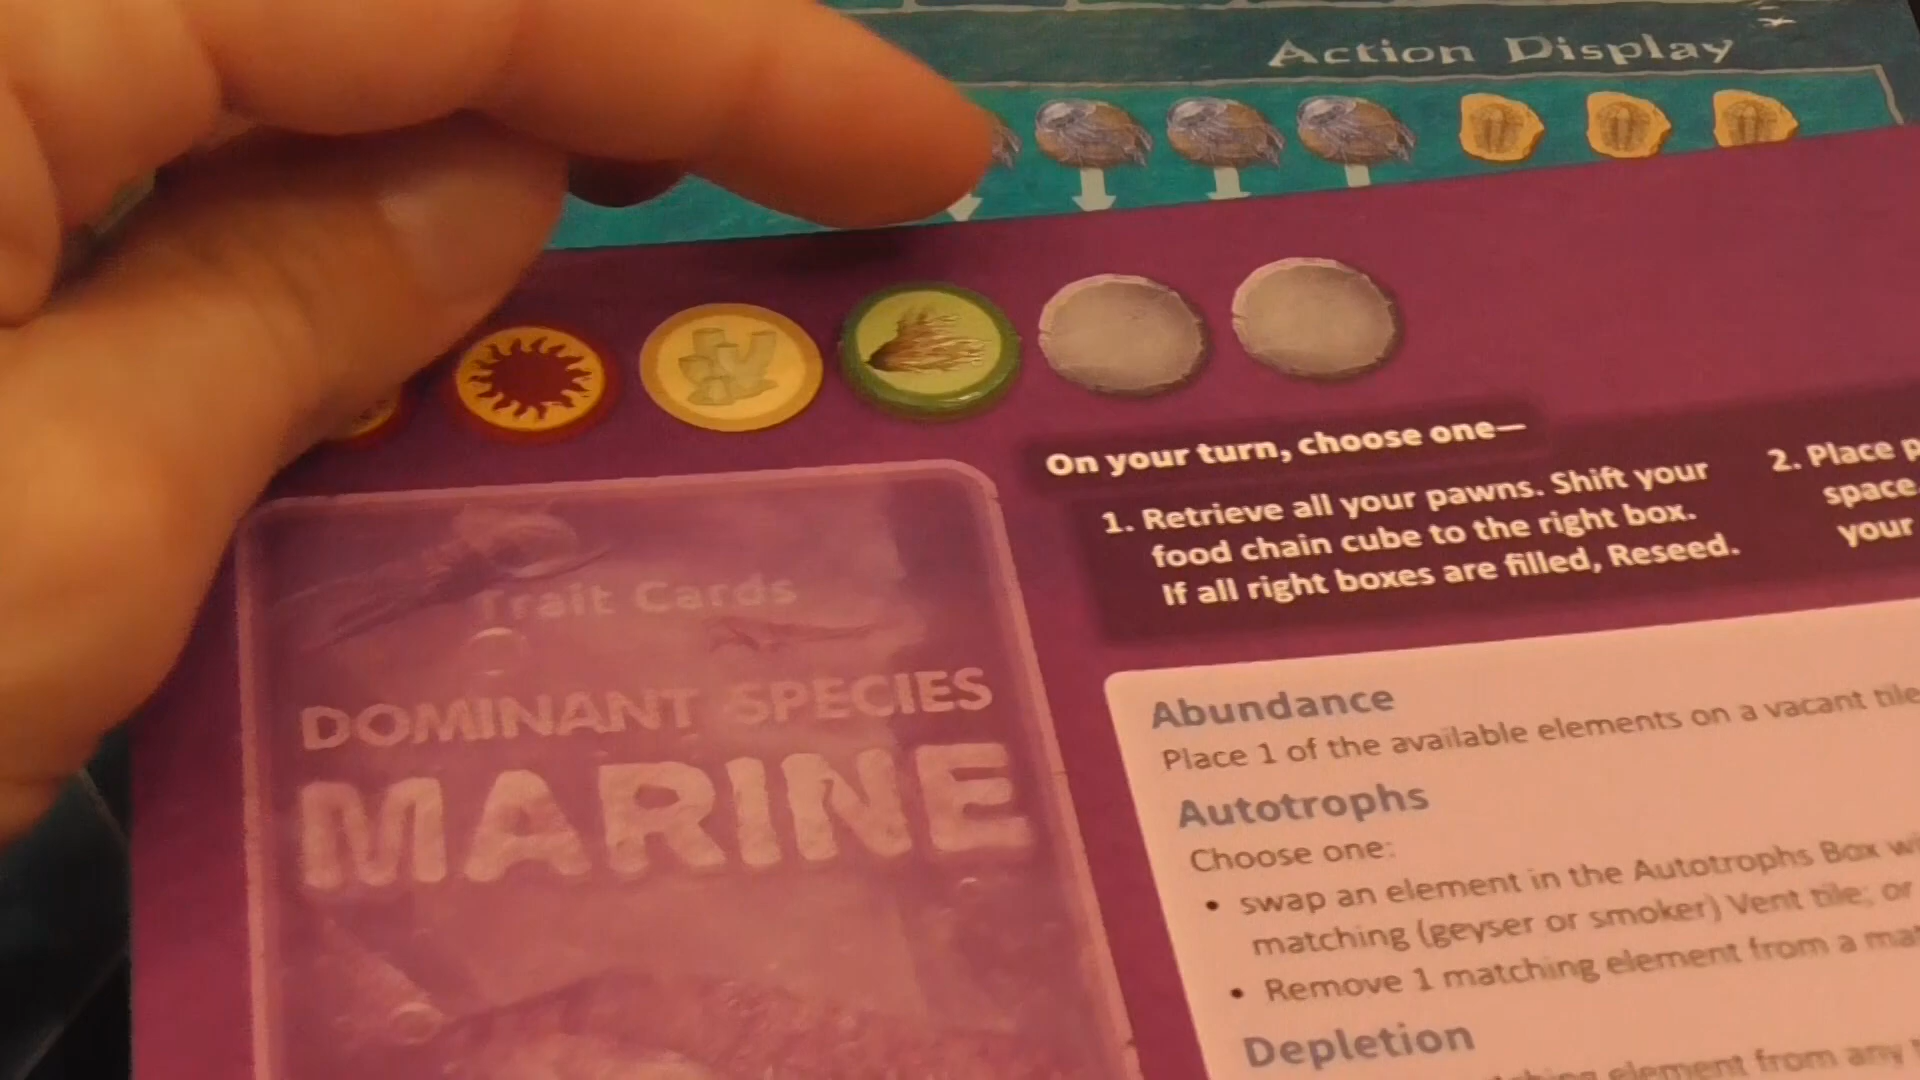 Action Display
On your turn, choose one—
1. Retrieve all your pawns. Shift your
food chain cube to the right box.
If all right boxes are filled, Reseed.
2. Place
space
your
Trait Cards
DOMINANT SPECIES
MARINE
Abundance
Place 1 of the available elements on a vacant tile
Autotrophs
Choose one:
• swap an element in the Autotrophs Box
matching (geyser or smoker) Vent tile; or
• Remove 1 matching element from a
Depletion
element from any